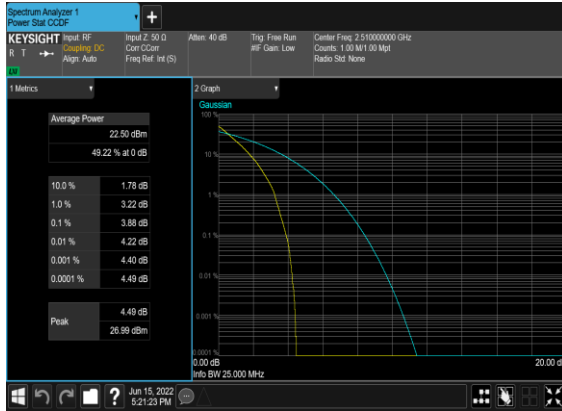 Spectrum Analyzer 1
Power Stat CCDF
KEYSIGHT
R T
LU
Input: RF
Coupling: DC
Align: Auto
Input Z: 50 Ω
Corr CCorr
Freq Ref: Int (S)
Atten: 40 dB
Trig: Free Run
#IF Gain: Low
Center Freq: 2.510000000 GHz
Counts: 1.00 M/1.00 Mpt
Radio Std: None
1 Metrics
Average Power
22.50 dBm
49.22 % at 0 dB
10.0 % 1.78 dB
1.0 % 3.22 dB
0.1 % 3.88 dB
0.01 % 4.22 dB
0.001 % 4.40 dB
0.0001 % 4.49 dB
Peak
4.49 dB
26.99 dBm
2 Graph
Gaussian
100 %
10 %
1 %
0.1 %
0.01 %
0.001 %
0.0001 %
0.00 dB
20.00 d
Info BW 25.000 MHz
? Jun 15, 2022
5:21:23 PM